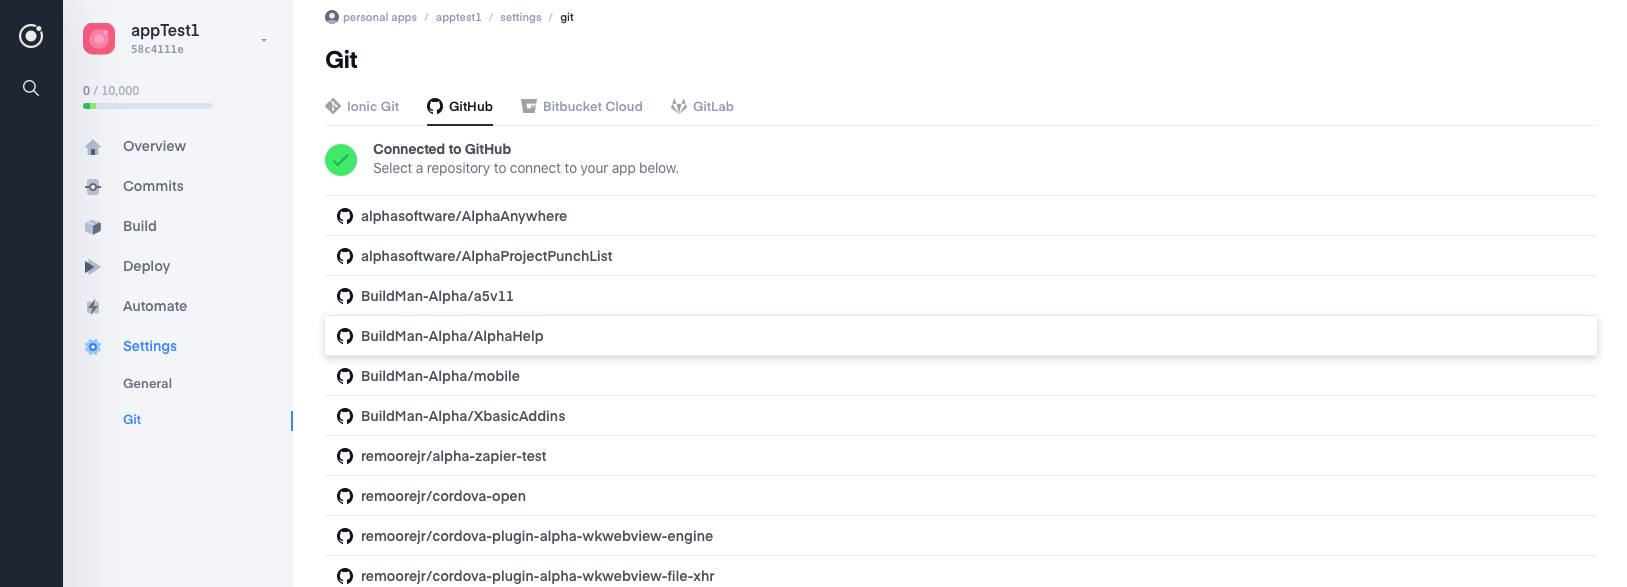 appTest1
58c4111e
0 / 10,000
Overview
Commits
Build
Deploy
Automate
Settings
General
Git
personal apps / apptest1 / settings / git
Git
Ionic Git
GitHub
Bitbucket Cloud
GitLab
Connected to GitHub
Select a repository to connect to your app below.
alphasoftware/AlphaAnywhere
alphasoftware/AlphaProjectPunchList
BuildMan-Alpha/a5v11
BuildMan-Alpha/AlphaHelp
BuildMan-Alpha/mobile
BuildMan-Alpha/XbasicAddins
remoorejr/alpha-zapier-test
remoorejr/cordova-open
remoorejr/cordova-plugin-alpha-wkwebview-engine
remoorejr/cordova-plugin-alpha-wkwebview-file-xhr